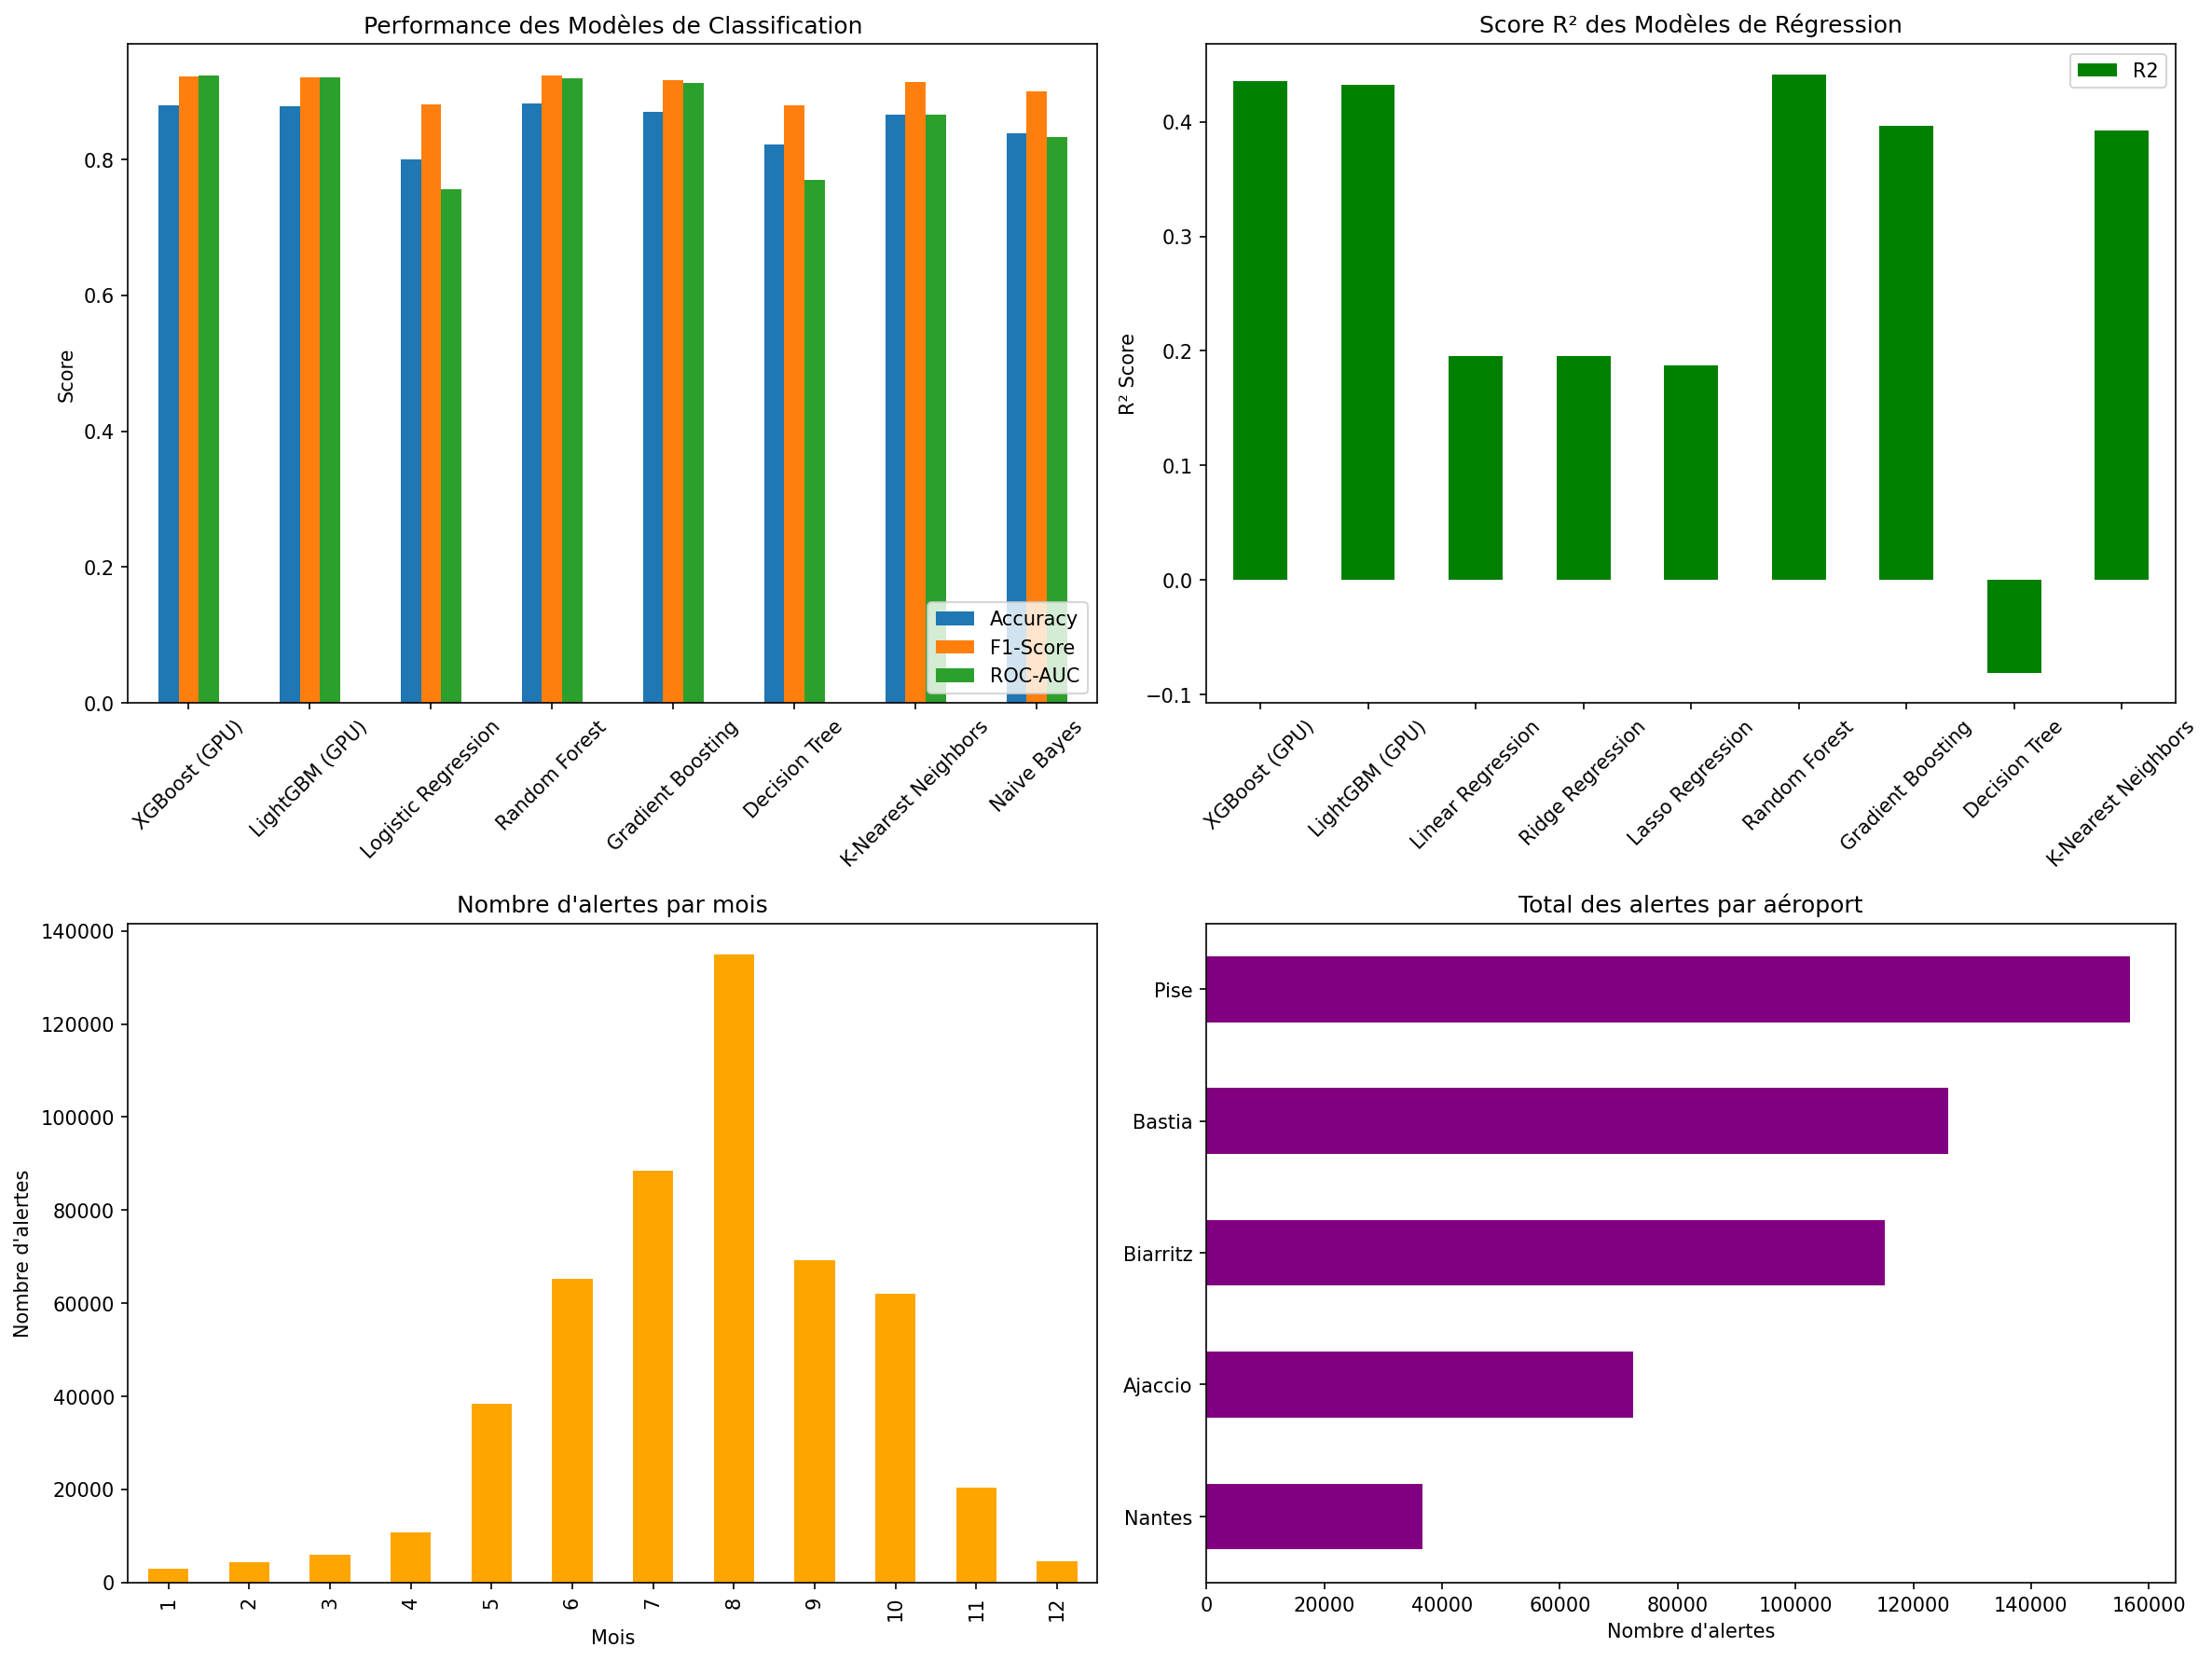 Performance des Modèles de Classification
Score
0.8
0.6
0.4
0.2
0.0
Accuracy
F1-Score
ROC-AUC
XGBoost (GPU)
LightGBM (GPU)
Logistic Regression
Random Forest
Gradient Boosting
Decision Tree
K-Nearest Neighbors
Naive Bayes
Score R² des Modèles de Régression
R² Score
R2
0.4
0.3
0.2
0.1
0.0
−0.1
XGBoost (GPU)
LightGBM (GPU)
Linear Regression
Ridge Regression
Lasso Regression
Random Forest
Gradient Boosting
Decision Tree
K-Nearest Neighbors
Nombre d'alertes par mois
Nombre d'alertes
140000
120000
100000
80000
60000
40000
20000
0
1 2 3 4 5 6 7 8 9 10 11 12
Mois
Total des alertes par aéroport
Pise
Bastia
Biarritz
Ajaccio
Nantes
0 20000 40000 60000 80000 100000 120000 140000 160000
Nombre d'alertes